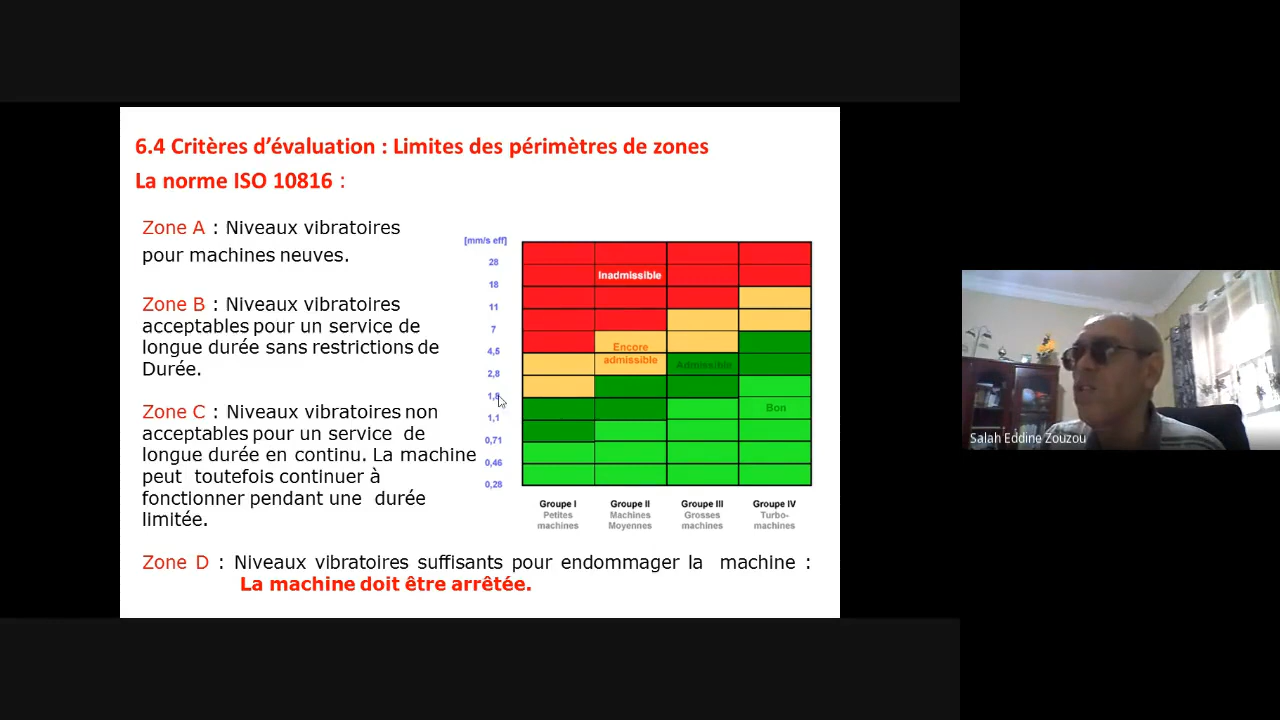 6.4 Critères d’évaluation : Limites des périmètres de zones
La norme ISO 10816 :
Zone A : Niveaux vibratoires
pour machines neuves.
Zone B : Niveaux vibratoires
acceptables pour un service de
longue durée sans restrictions de
Durée.
Zone C : Niveaux vibratoires non
acceptables pour un service de
longue durée en continu. La machine
peut toutefois continuer à
fonctionner pendant une durée
limitée.
Zone D : Niveaux vibratoires suffisants pour endommager la machine :
La machine doit être arrêtée.
[mm/s eff]
28
18
11
7
4,5
2,8
1,8
1,1
0,71
0,46
0,28
Inadmissible
Encore
admissible
Admissible
Bon
Groupe I
Petites
machines
Groupe II
Machines
Moyennes
Groupe III
Grosses
machines
Groupe IV
Turbo-
machines
Salah Eddine Zouzou